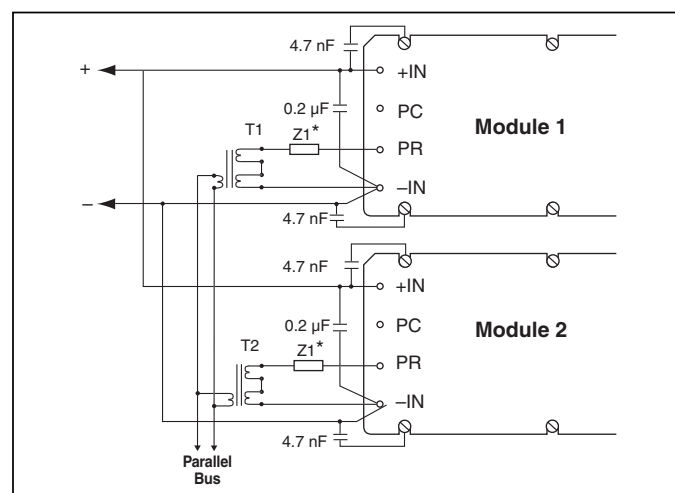 4.7 nF
+
+IN
0.2 µF
PC
T1
Z1*
Module 1
PR
–IN
–
4.7 nF
4.7 nF
+IN
0.2 µF
PC
T2
Z1*
Module 2
PR
–IN
4.7 nF
Parallel
Bus